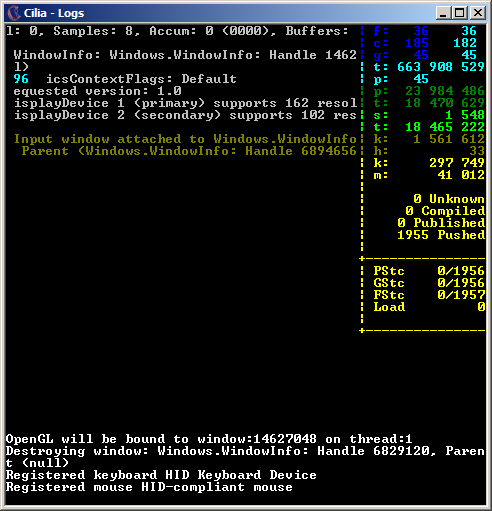 Cilia - Logs
l: 0, Samples: 8, Accum: 0 (0000), Buffers:
WindowInfo: Windows.WindowInfo: Handle 1462
l)
96  icsContextFlags: Default
equested version: 1.0
isplayDevice 1 (primary) supports 162 resol
isplayDevice 2 (secondary) supports 102 res
Input window attached to Windows.WindowInfo
Parent (Windows.WindowInfo: Handle 6894656
f: 36 36
c: 185 182
g: 45 45
t: 663 908 529
p: 45
p: 23 984 486
t: 18 470 629
s: 1 548
t: 18 465 222
k: 1 561 612
h: 33
k: 297 749
m: 41 012
0 Unknown
0 Compiled
0 Published
1955 Pushed
PStc 0/1956
GStc 0/1956
FStc 0/1957
Load 0
OpenGL will be bound to window:14627048 on thread:1
Destroying window: Windows.WindowInfo: Handle 6829120, Paren
t (null)
Registered keyboard HID Keyboard Device
Registered mouse HID-compliant mouse